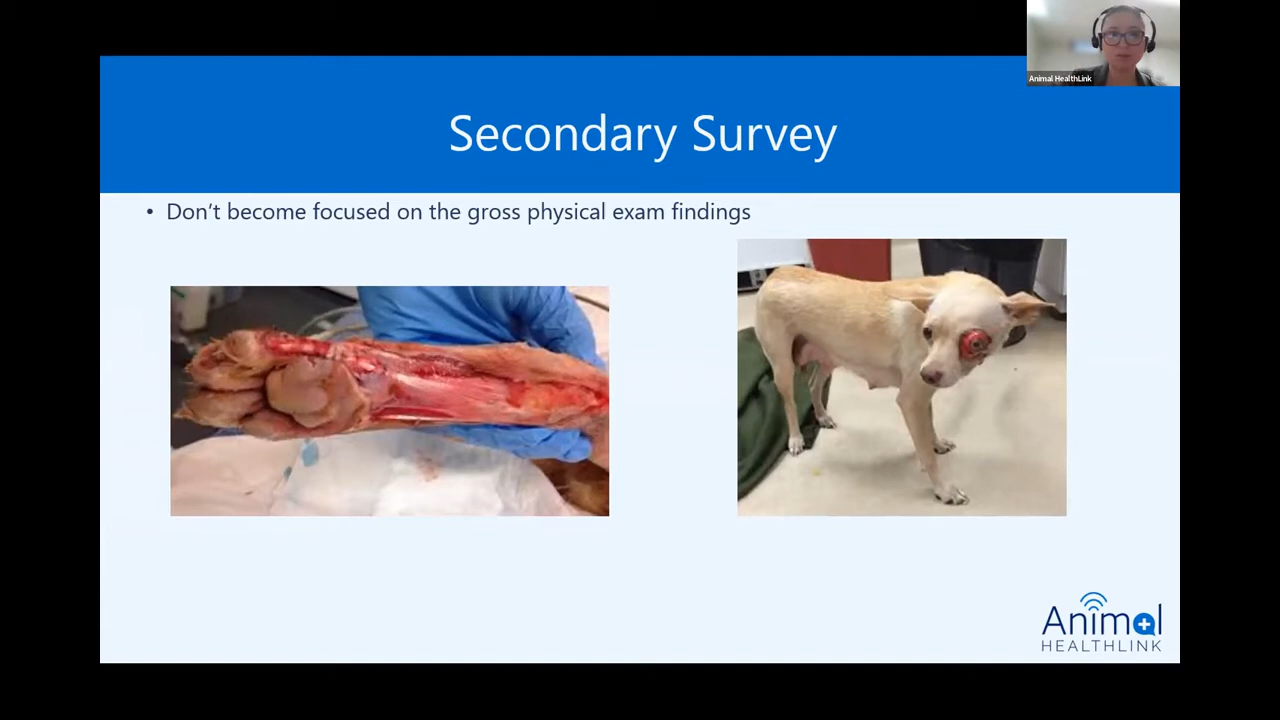 Animal HealthLink
Secondary Survey
• Don't become focused on the gross physical exam findings
Animal
HEALTHLINK